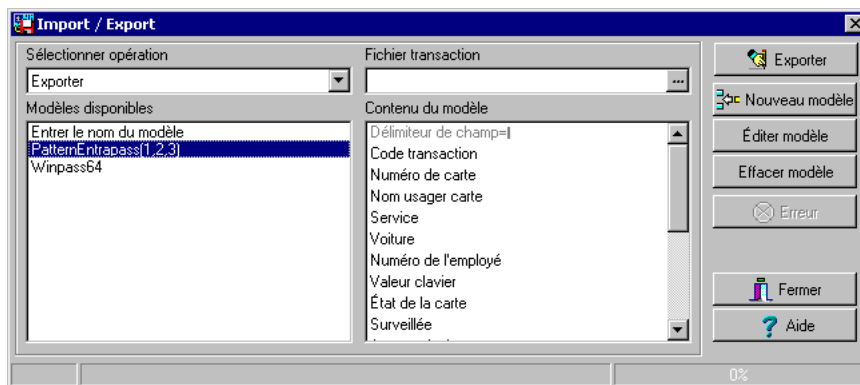 Import / Export
Sélectionner opération
Fichier transaction
Exporter
...
Exporter
Modèles disponibles
Contenu du modèle
Nouveau modèle
Entrer le nom du modèle
PatternEntrapass(1,2,3)
Winpass64
Délimiteur de champ=|
Code transaction
Numéro de carte
Nom usager carte
Service
Voiture
Numéro de l'employé
Valeur clavier
État de la carte
Surveillée
Éditer modèle
Effacer modèle
Erreur
Fermer
Aide
0%